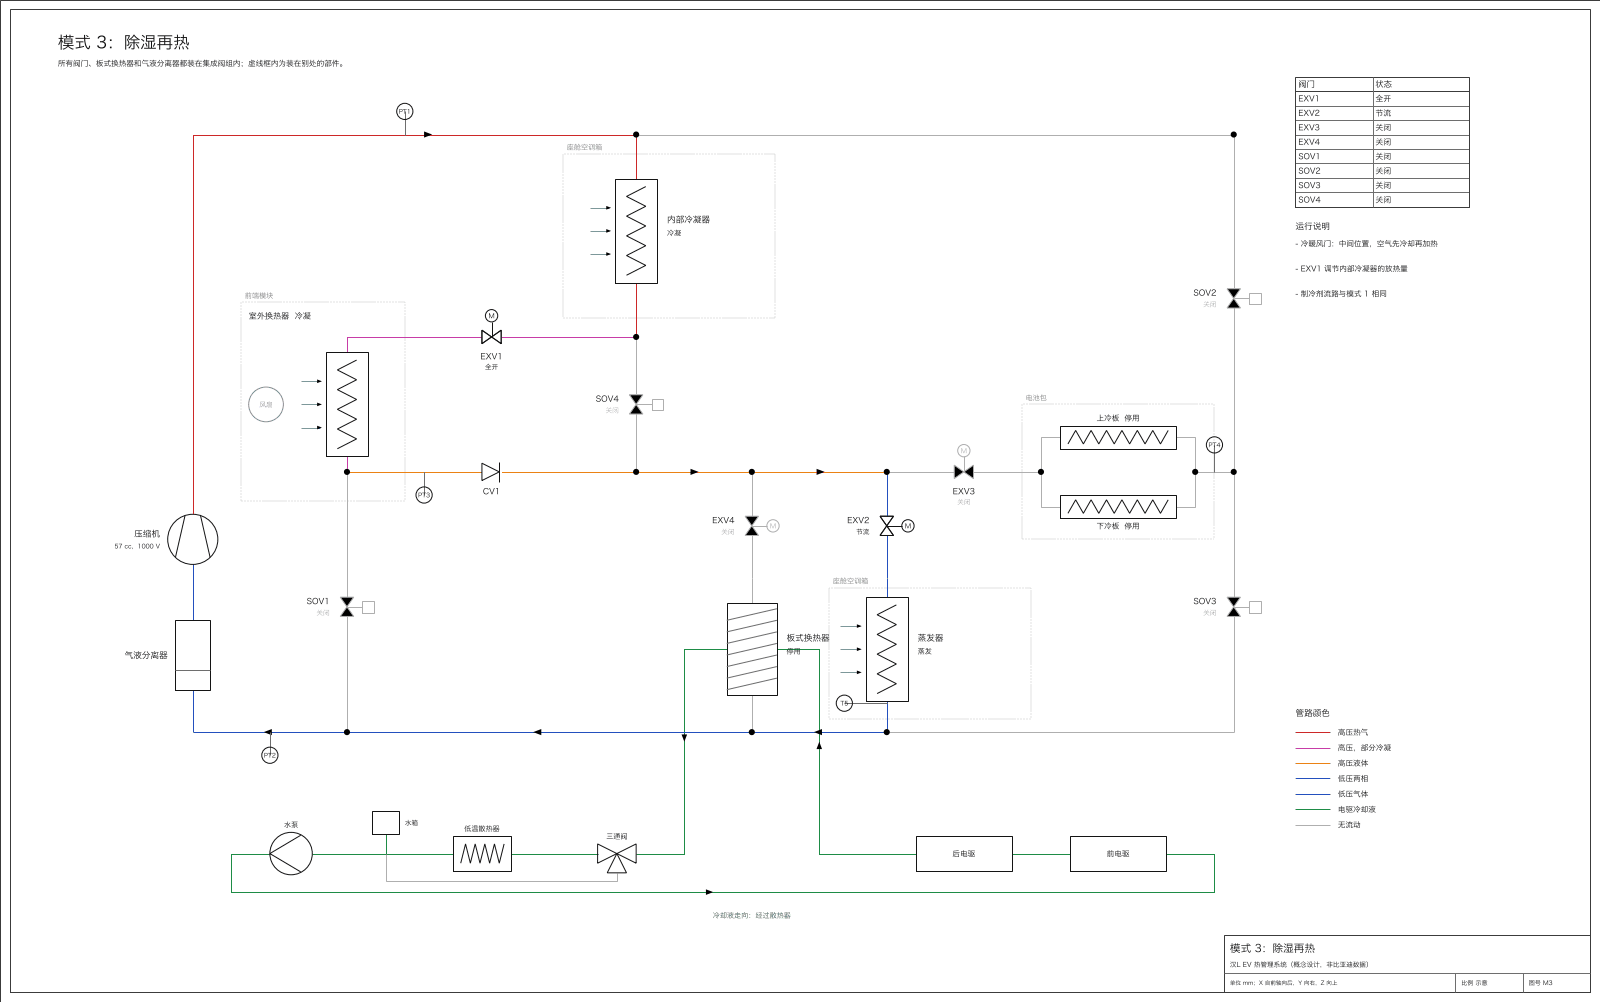 模式 3：除湿再热
所有阀门、板式换热器和气液分离器都装在集成阀组内；虚线框内为装在别处的部件。
阀门 状态
EXV1 全开
EXV2 节流
EXV3 关闭
EXV4 关闭
SOV1 关闭
SOV2 关闭
SOV3 关闭
SOV4 关闭
运行说明
- 冷暖风门：中间位置，空气先冷却再加热
- EXV1 调节内部冷凝器的放热量
- 制冷剂流路与模式 1 相同
PT1
座舱空调箱
内部冷凝器
冷凝
前端模块
室外换热器 冷凝
风扇
M
EXV1
全开
SOV2
关闭
SOV4
关闭
电池包
上冷板 停用
PT4
下冷板 停用
PT3
CV1
M
EXV3
关闭
EXV4
关闭
M
EXV2
节流
M
压缩机
57 cc，1000 V
座舱空调箱
SOV1
关闭
SOV3
关闭
气液分离器
板式换热器
停用
蒸发器
蒸发
T5
PT2
管路颜色
高压热气
高压，部分冷凝
高压液体
低压两相
低压气体
电驱冷却液
无流动
水泵
水箱
低温散热器
三通阀
后电驱
前电驱
冷却液走向：经过散热器
模式 3：除湿再热
汉L EV 热管理系统（概念设计，非比亚迪数据）
单位 mm；X 自前轴向后，Y 向右，Z 向上
比例 示意
图号 M3